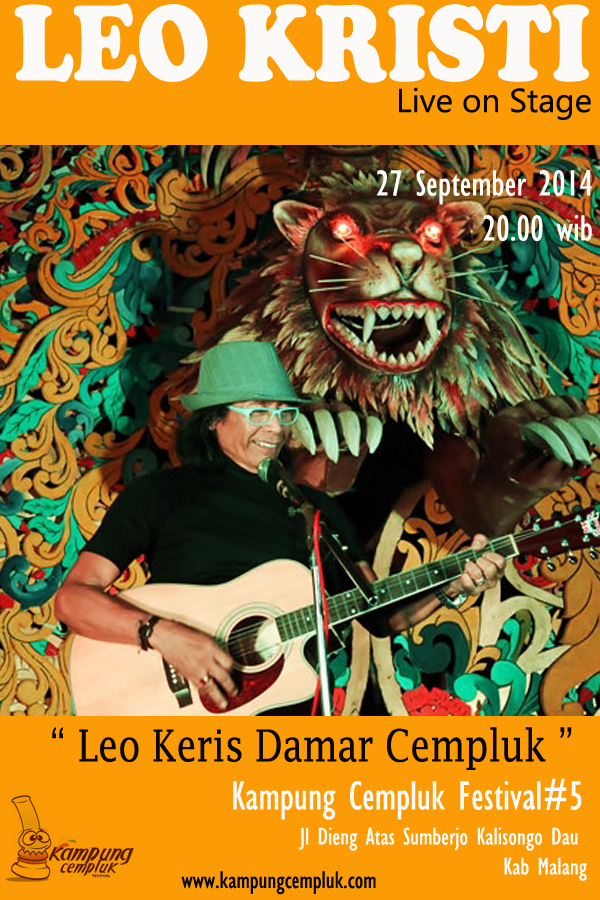 LEO KRISTI
Live on Stage
27 September 2014
20.00 wib
“ Leo Keris Damar Cempluk ”
Kampung Cempluk Festival#5
Jl Dieng Atas Sumberjo Kalisongo Dau
Kab Malang
Kampung
cempluk
FESTIVAL
www.kampungcempluk.com